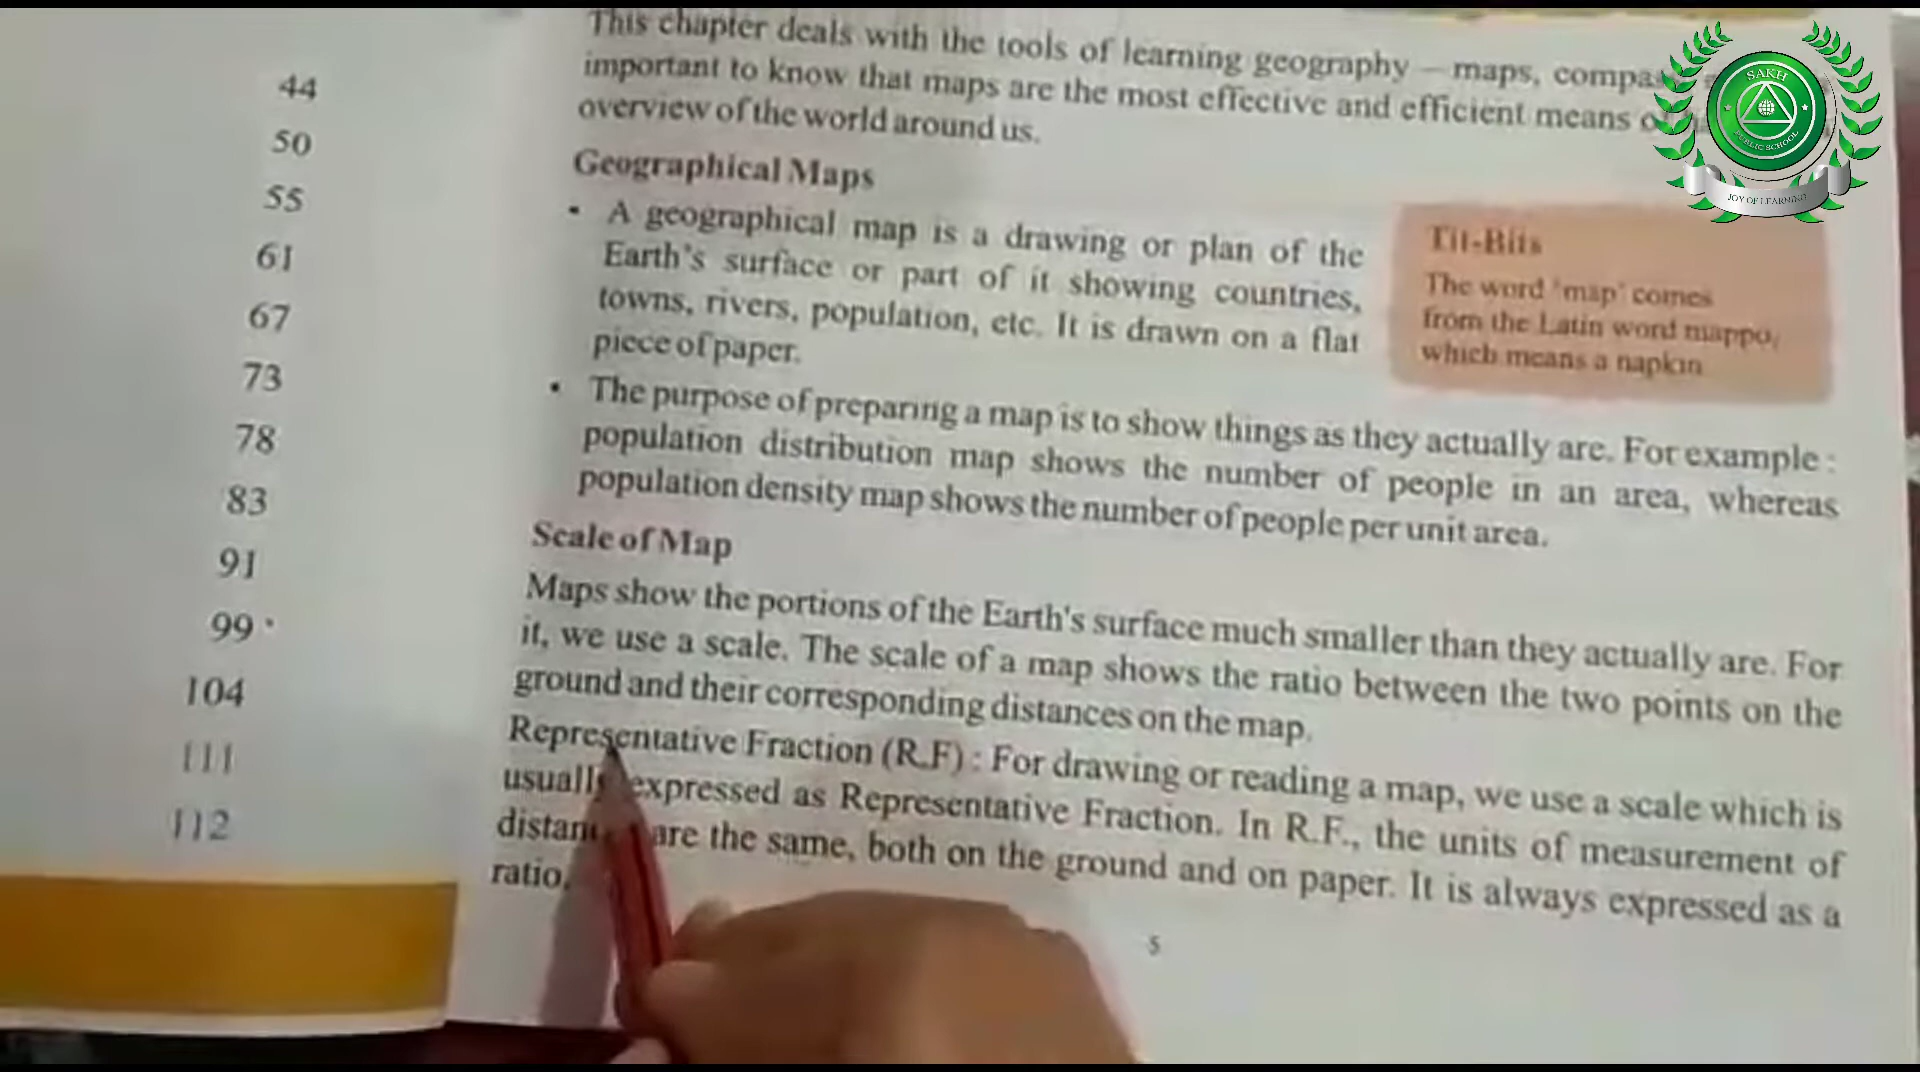 44
50
55
61
67
73
78
83
91
99
104
111
112
This chapter deals with the tools of learning geography – maps, compass
important to know that maps are the most effective and efficient means of
overview of the world around us.
Geographical Maps
• A geographical map is a drawing or plan of the
Earth's surface or part of it showing countries,
towns, rivers, population, etc. It is drawn on a flat
piece of paper.
Tit-Bits
The word 'map' comes
from the Latin word mappo,
which means a napkin
• The purpose of preparing a map is to show things as they actually are. For example :
population distribution map shows the number of people in an area, whereas
population density map shows the number of people per unit area.
Scale of Map
Maps show the portions of the Earth's surface much smaller than they actually are. For
it, we use a scale. The scale of a map shows the ratio between the two points on the
ground and their corresponding distances on the map.
Representative Fraction (R.F) : For drawing or reading a map, we use a scale which is
usually expressed as Representative Fraction. In R.F., the units of measurement of
are the same, both on the ground and on paper. It is always expressed as a
ratio.
5
SAKH
PUBLIC SCHOOL
JOY OF LEARNING